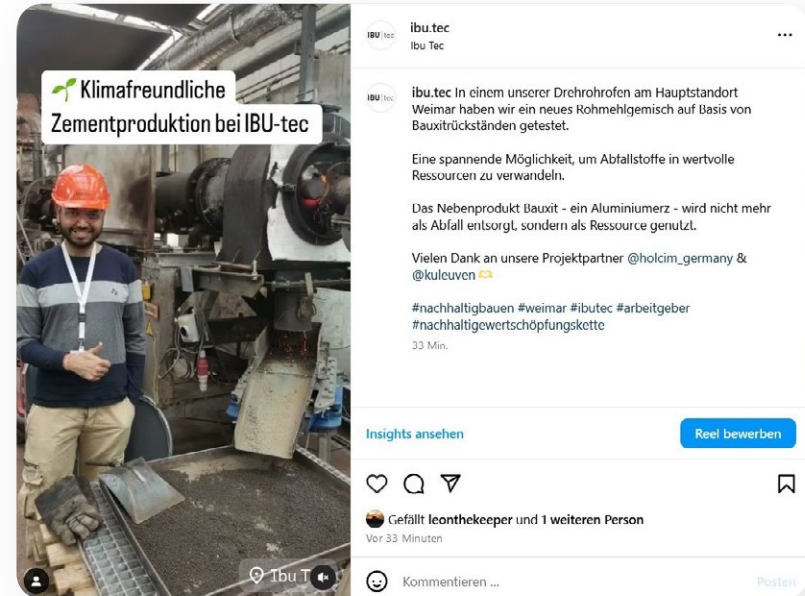 🌱 Klimafreundliche
Zementproduktion bei IBU-tec
Ibu T
IBU tec
ibu.tec
Ibu Tec
IBU tec
ibu.tec In einem unserer Drehrohrofen am Hauptstandort
Weimar haben wir ein neues Rohmehlgemisch auf Basis von
Bauxitrückständen getestet.
Eine spannende Möglichkeit, um Abfallstoffe in wertvolle
Ressourcen zu verwandeln.
Das Nebenprodukt Bauxit - ein Aluminiumerz - wird nicht mehr
als Abfall entsorgt, sondern als Ressource genutzt.
Vielen Dank an unsere Projektpartner @holcim_germany &
@kuleuven 🫶
#nachhaltigbauen #weimar #ibutec #arbeitgeber
#nachhaltigewertschöpfungskette
33 Min.
Insights ansehen
Reel bewerben
Gefällt leonthekeeper und 1 weiteren Person
Vor 33 Minuten
Kommentieren ...
Posten